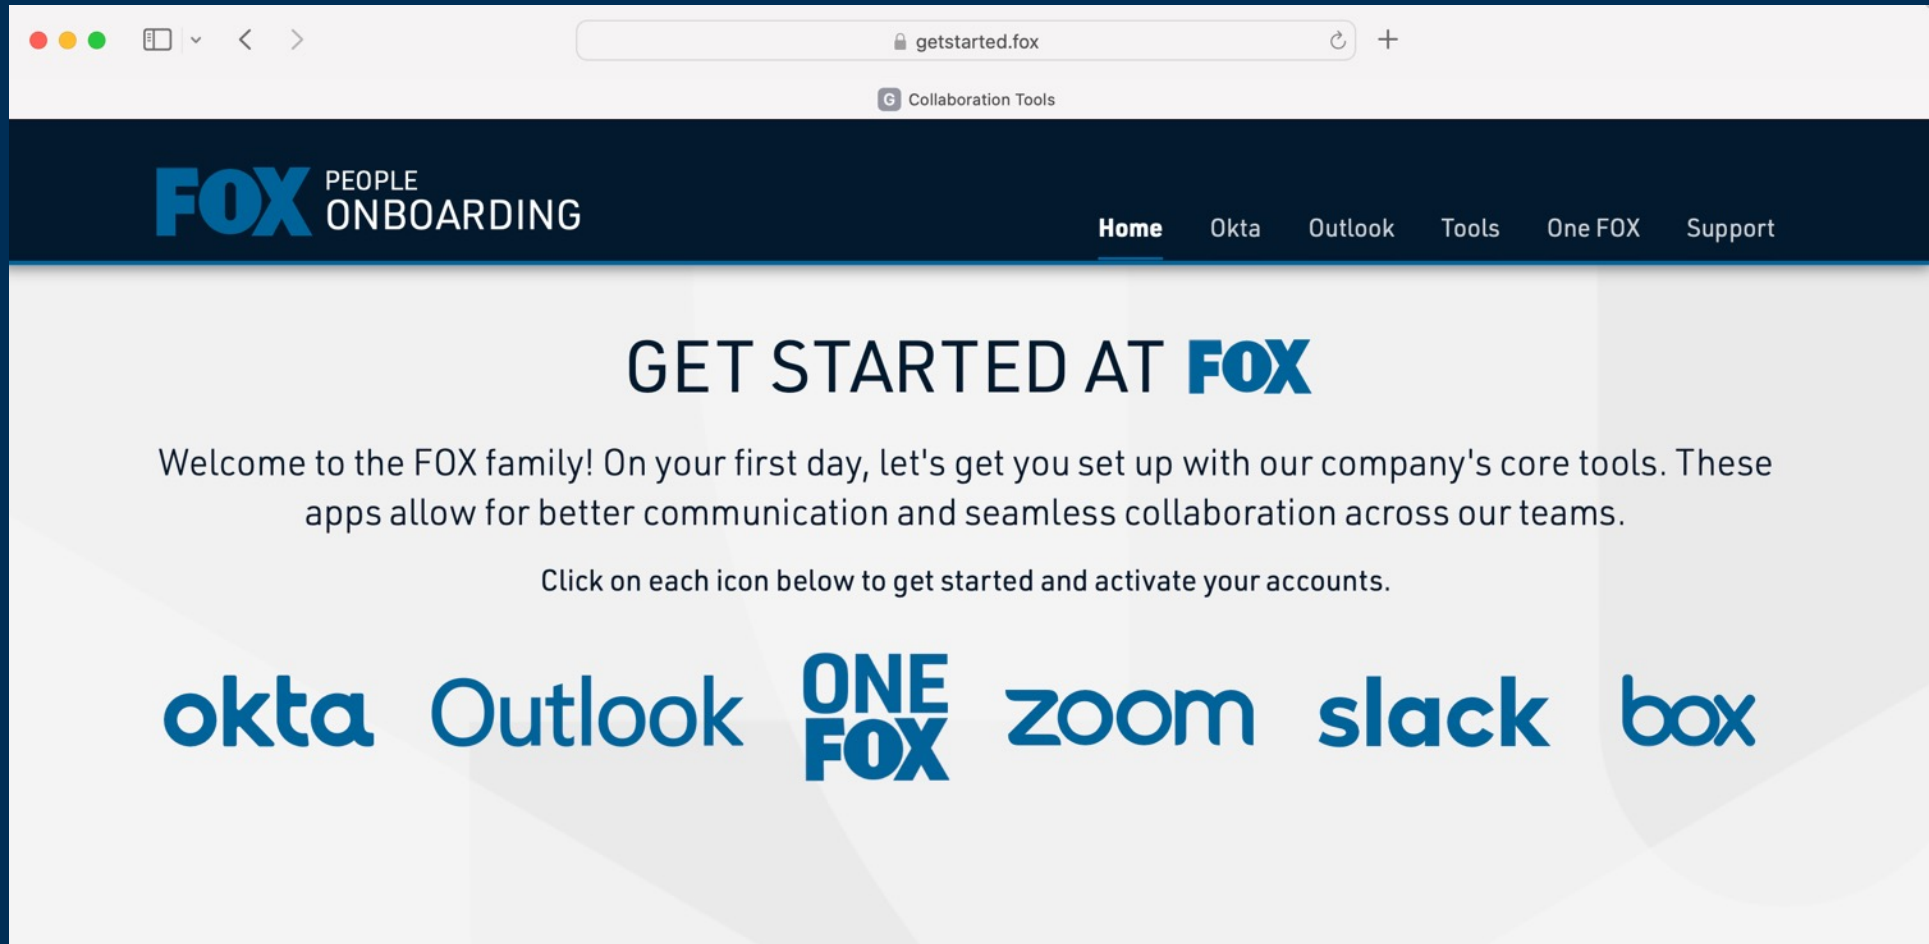 getstarted.fox
G Collaboration Tools
FOX PEOPLE ONBOARDING
Home Okta Outlook Tools One FOX Support
GET STARTED AT FOX
Welcome to the FOX family! On your first day, let's get you set up with our company's core tools. These
apps allow for better communication and seamless collaboration across our teams.
Click on each icon below to get started and activate your accounts.
okta Outlook ONE FOX zoom slack box